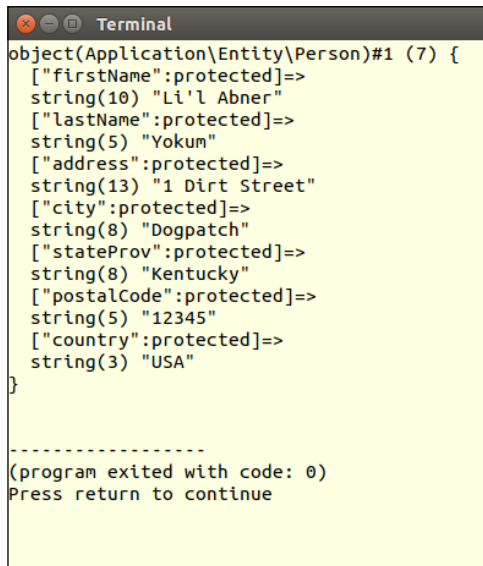 Terminal
object(Application\Entity\Person)#1 (7) {
  ["firstName":protected]=>
  string(10) "Li'l Abner"
  ["lastName":protected]=>
  string(5) "Yokum"
  ["address":protected]=>
  string(13) "1 Dirt Street"
  ["city":protected]=>
  string(8) "Dogpatch"
  ["stateProv":protected]=>
  string(8) "Kentucky"
  ["postalCode":protected]=>
  string(5) "12345"
  ["country":protected]=>
  string(3) "USA"
}
------------------
(program exited with code: 0)
Press return to continue